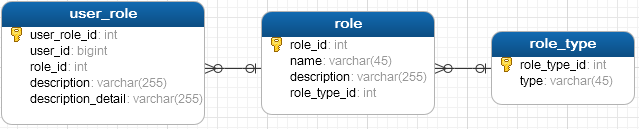 user_role
user_role_id: int
user_id: bigint
role_id: int
description: varchar(255)
description_detail: varchar(255)
role
role_id: int
name: varchar(45)
description: varchar(255)
role_type_id: int
role_type
role_type_id: int
type: varchar(45)